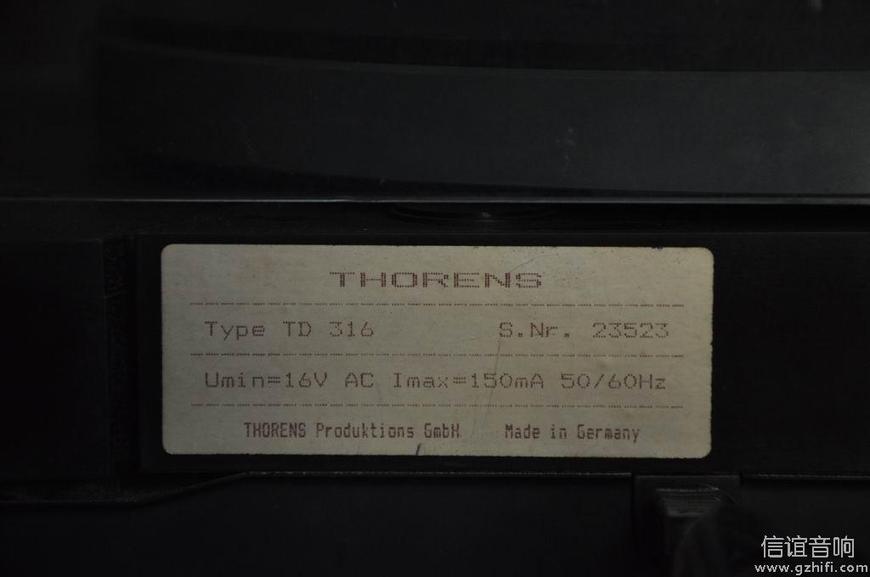 THORENS
Type TD 316 S.Nr. 23523
Umin=16V AC Imax=150mA 50/60Hz
THORENS Produktions GmbH Made in Germany
信谊音响
www.gzhifi.com